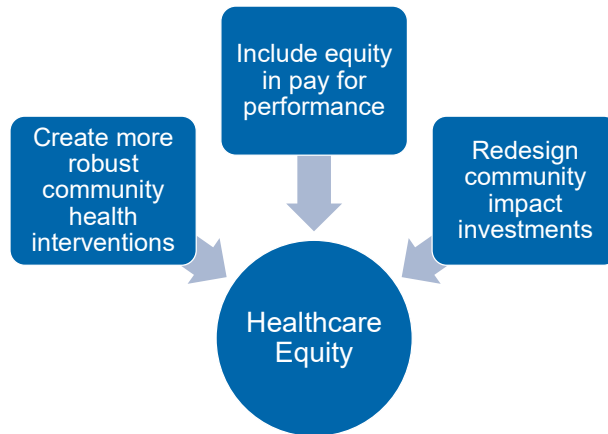 Include equity
in pay for
performance
Create more
robust
community
health
interventions
Redesign
community
impact
investments
Healthcare
Equity